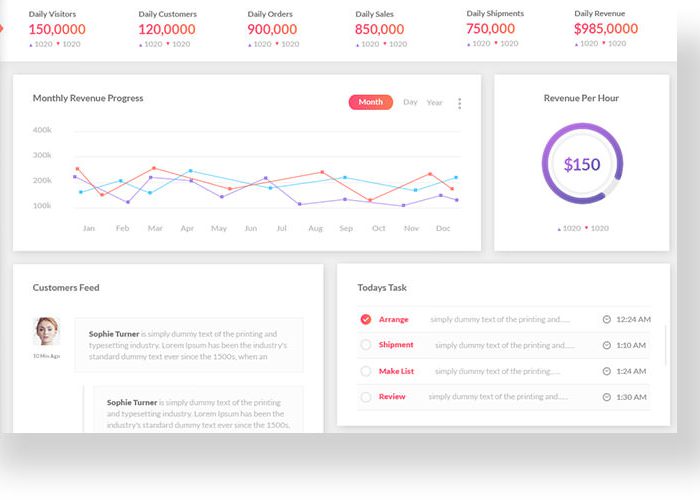 Daily Visitors
150,0000
▲ 1020 ▼ 1020
Daily Customers
120,0000
▲ 1020 ▼ 1020
Daily Orders
900,000
▲ 1020 ▼ 1020
Daily Sales
850,000
▲ 1020 ▼ 1020
Daily Shipments
750,000
▲ 1020 ▼ 1020
Daily Revenue
$985,0000
▲ 1020 ▼ 1020
Monthly Revenue Progress
Month Day Year
400k
300k
200k
100k
Jan Feb Mar Apr May Jun Jul Aug Sep Oct Nov Doc
Revenue Per Hour
$150
▲ 1020 ▼ 1020
Customers Feed
10 Min Ago
Sophie Turner is simply dummy text of the printing and
typesetting industry. Lorem Ipsum has been the industry's
standard dummy text ever since the 1500s, when an
Sophie Turner is simply dummy text of the printing
and typesetting industry. Lorem Ipsum has been the
industry's standard dummy text ever since the 1500s,
Todays Task
Arrange simply dummy text of the printing and...... 12:24 AM
Shipment simply dummy text of the printing and...... 1:10 AM
Make List simply dummy text of the printing and...... 1:24 AM
Review simply dummy text of the printing and...... 1:30 AM